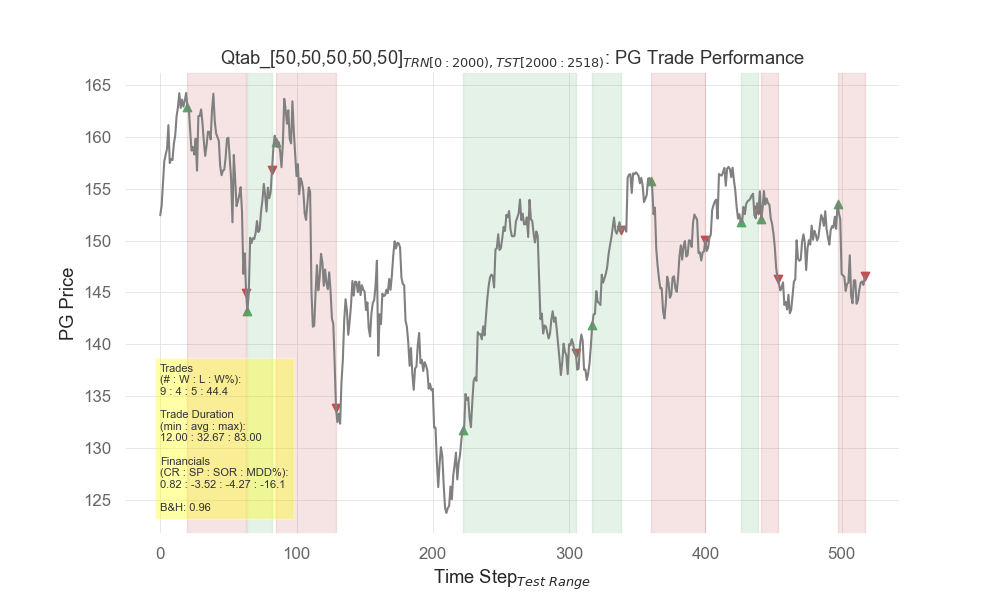 Qtab_[50,50,50,50,50]TRN[0 : 2000), TST[2000 : 2518): PG Trade Performance
165
160
155
150
145
140
135
130
125
PG Price
Trades
(# : W : L : W%):
9 : 4 : 5 : 44.4
Trade Duration
(min : avg : max):
12.00 : 32.67 : 83.00
Financials
(CR : SP : SOR : MDD%):
0.82 : -3.52 : -4.27 : -16.1
B&H: 0.96
0 100 200 300 400 500
Time StepTest Range